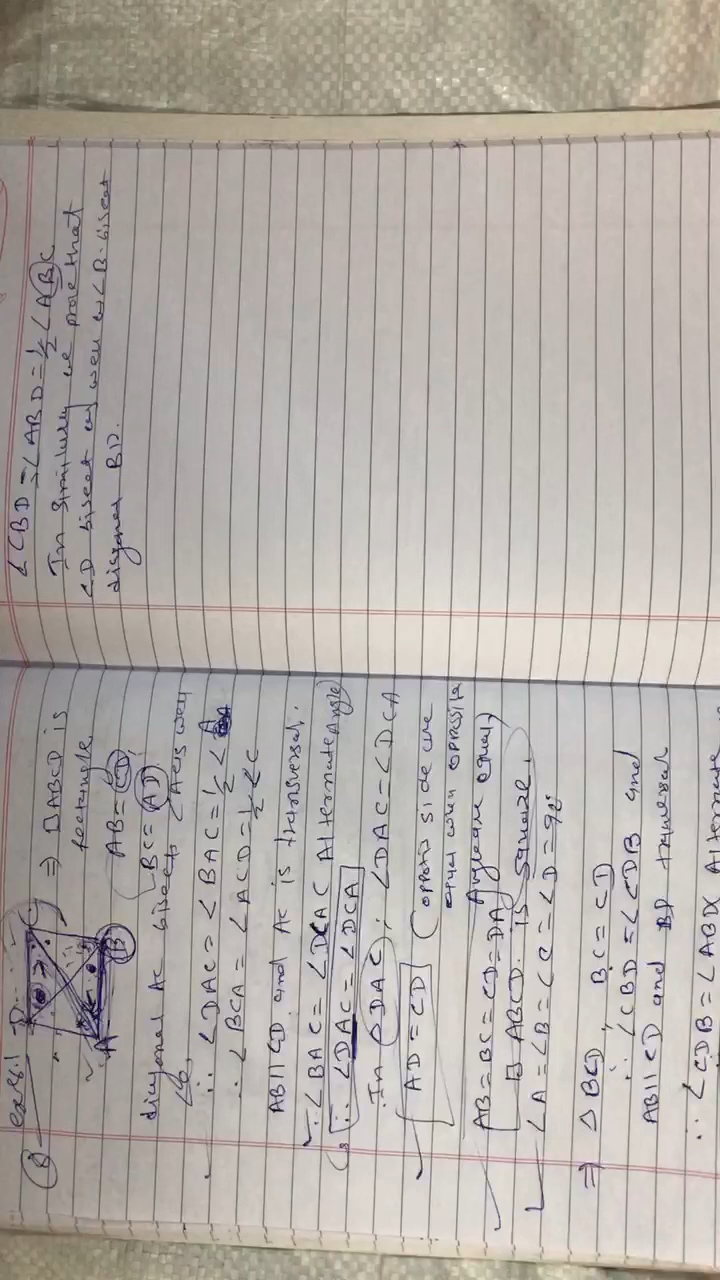 Q8 ex 8.1
D C
A B
⇒ □ABCD is
rectangle
AB = CD,
BC = AD
diagonal AC bisect ∠A as well
∠C
∴ ∠DAC = ∠BAC = 1/2 ∠A
∴ ∠BCA = ∠ACD = 1/2 ∠C
AB || CD and AC is transversal.
∴ ∠BAC = ∠DCA (Alternate Angle)
∴ ∠DAC = ∠DCA
In △DAC, ∠DAC = ∠DCA
AD = CD (opposite side are
equal when opposite
Angle are equal)
AB = BC = CD = DA
□ ABCD. is square.
∠A = ∠B = ∠C = ∠D = 90°
⇒ △ BCD, BC = CD
∴ ∠CBD = ∠CDB and
AB || CD and BD transversal
∴ ∠CDB = ∠ABD( Alternate
∠CBD = ∠ABD = 1/2 ∠ABC
In similary we prove that
∠D bisect as well as ∠B. bisect
diagonal BD.